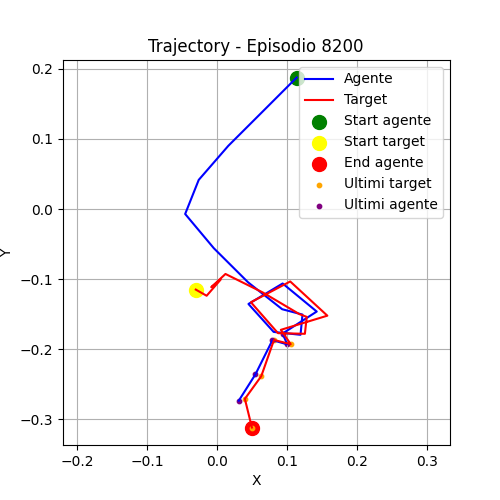 Trajectory - Episodio 8200
Agente
Target
Start agente
Start target
End agente
Ultimi target
Ultimi agente
0.2
0.1
0.0
−0.1
−0.2
−0.3
Y
−0.2
−0.1
0.0
0.1
0.2
0.3
X